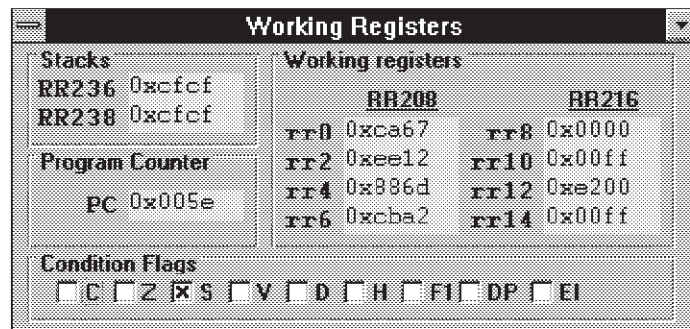 Working Registers
Stacks
RR236 0xcfcf
RR238 0xcfcf
Program Counter
PC 0x005e
Working registers
RR208 RR216
rr0 0xca67 rr8 0x0000
rr2 0xee12 rr10 0x00ff
rr4 0x886d rr12 0xe200
rr6 0xcba2 rr14 0x00ff
Condition Flags
C Z S V D H F1 DP EI